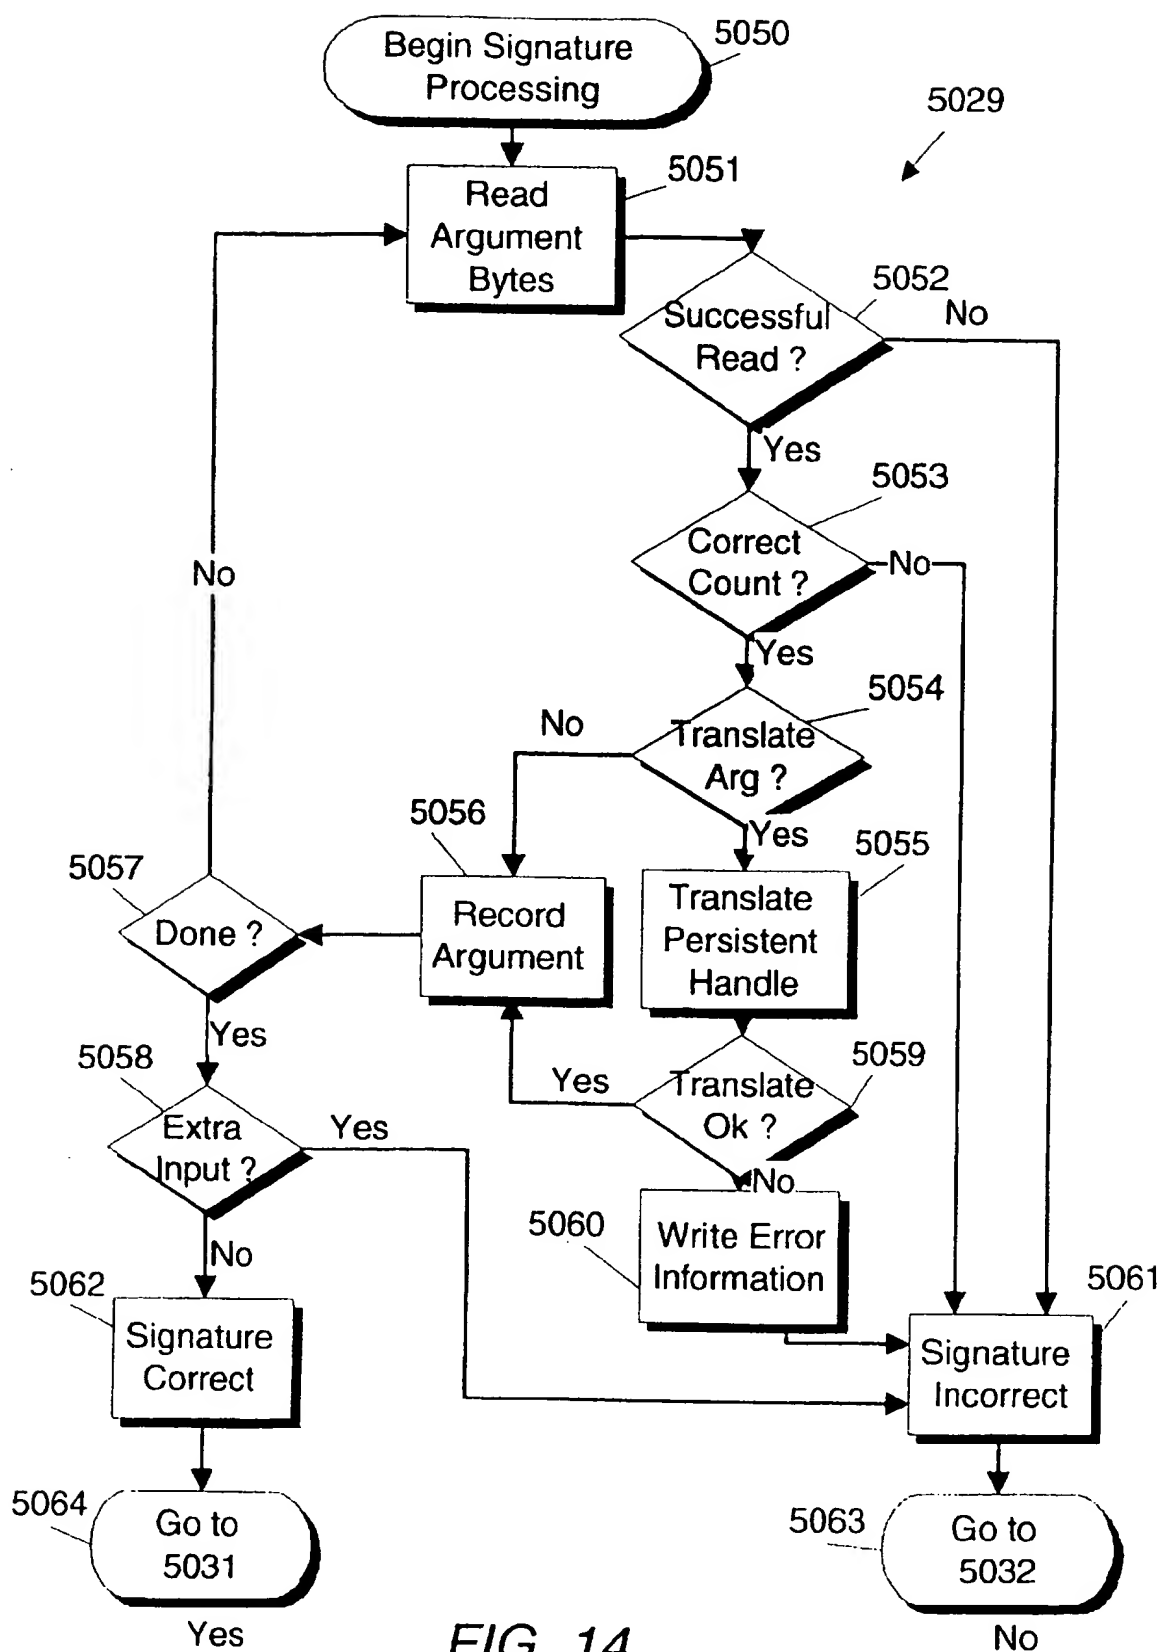 Begin Signature
Processing
5050
5029
5051
Read
Argument
Bytes
5052
Successful
Read ?
No
Yes
5053
Correct
Count ?
No
No
Yes
5054
No
Translate
Arg ?
Yes
5056
5055
5057
Translate
Persistent
Handle
Record
Argument
Done ?
Yes
5058
5059
Yes
Translate
Ok ?
Extra
Input ?
Yes
No
5060
Write Error
Information
No
5062
5061
Signature
Correct
Signature
Incorrect
5064
Go to
5031
5063
Go to
5032
Yes
FIG. 14
No